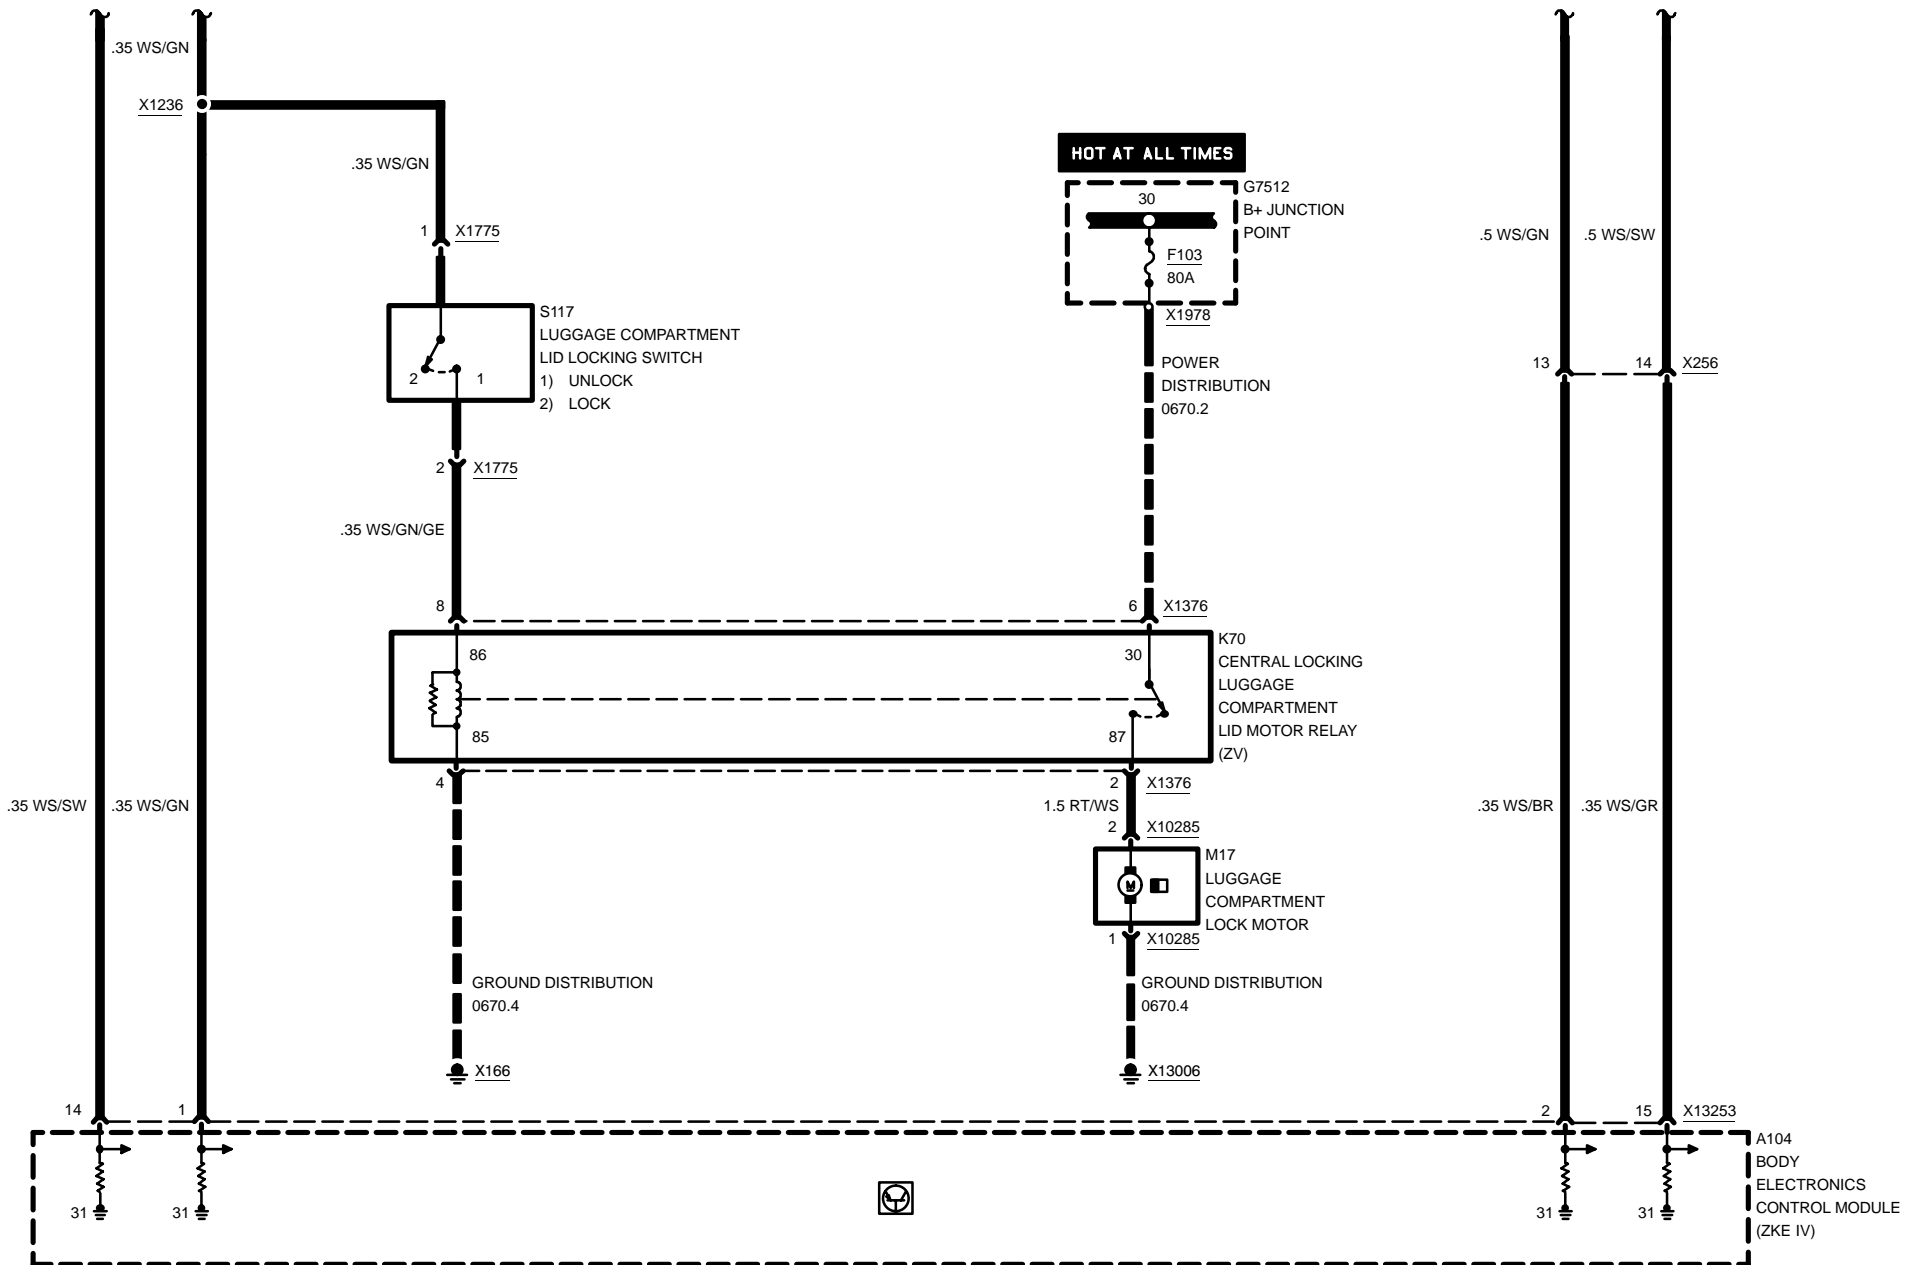 .35 WS/GN
X1236
.35 WS/GN
1 X1775
S117
LUGGAGE COMPARTMENT
LID LOCKING SWITCH
1) UNLOCK
2) LOCK
2 1
2 X1775
.35 WS/GN/GE
HOT AT ALL TIMES
G7512
B+ JUNCTION
POINT
30
F103
80A
X1978
POWER
DISTRIBUTION
0670.2
.5 WS/GN .5 WS/SW
13 14 X256
8 6 X1376
K70
CENTRAL LOCKING
LUGGAGE
COMPARTMENT
LID MOTOR RELAY
(ZV)
86 30
85 87
4 2 X1376
.35 WS/SW .35 WS/GN 1.5 RT/WS .35 WS/BR .35 WS/GR
2 X10285
M17
LUGGAGE
COMPARTMENT
LOCK MOTOR
M
1 X10285
GROUND DISTRIBUTION
0670.4
GROUND DISTRIBUTION
0670.4
X166 X13006
14 1 2 15 X13253
A104
BODY
ELECTRONICS
CONTROL MODULE
(ZKE IV)
31 31 31 31